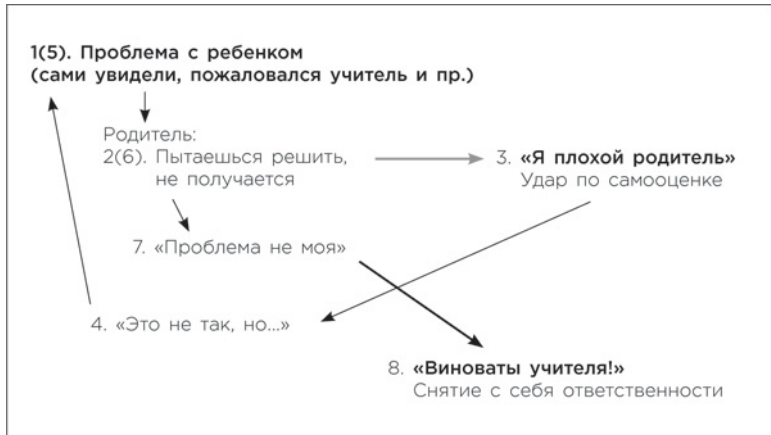 1(5). Проблема с ребенком
(сами увидели, пожаловался учитель и пр.)
Родитель:
2(6). Пытаешься решить,
не получается
3. «Я плохой родитель»
Удар по самооценке
7. «Проблема не моя»
4. «Это не так, но...»
8. «Виноваты учителя!»
Снятие с себя ответственности